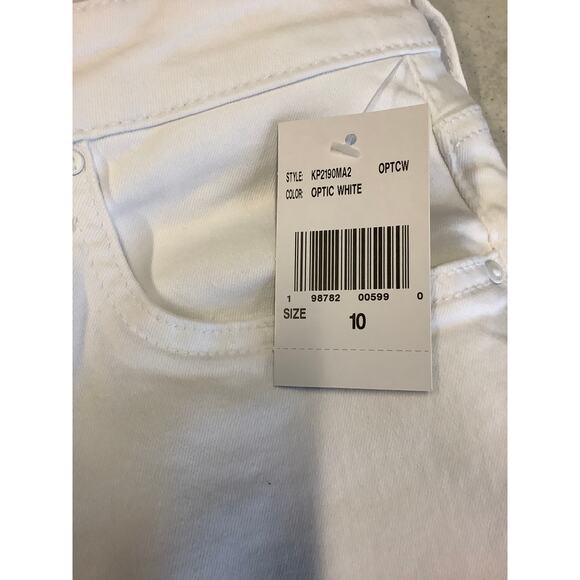 STYLE: KP2190MA2 OPTCW
COLOR: OPTIC WHITE
1 98782 00599 0
SIZE 10